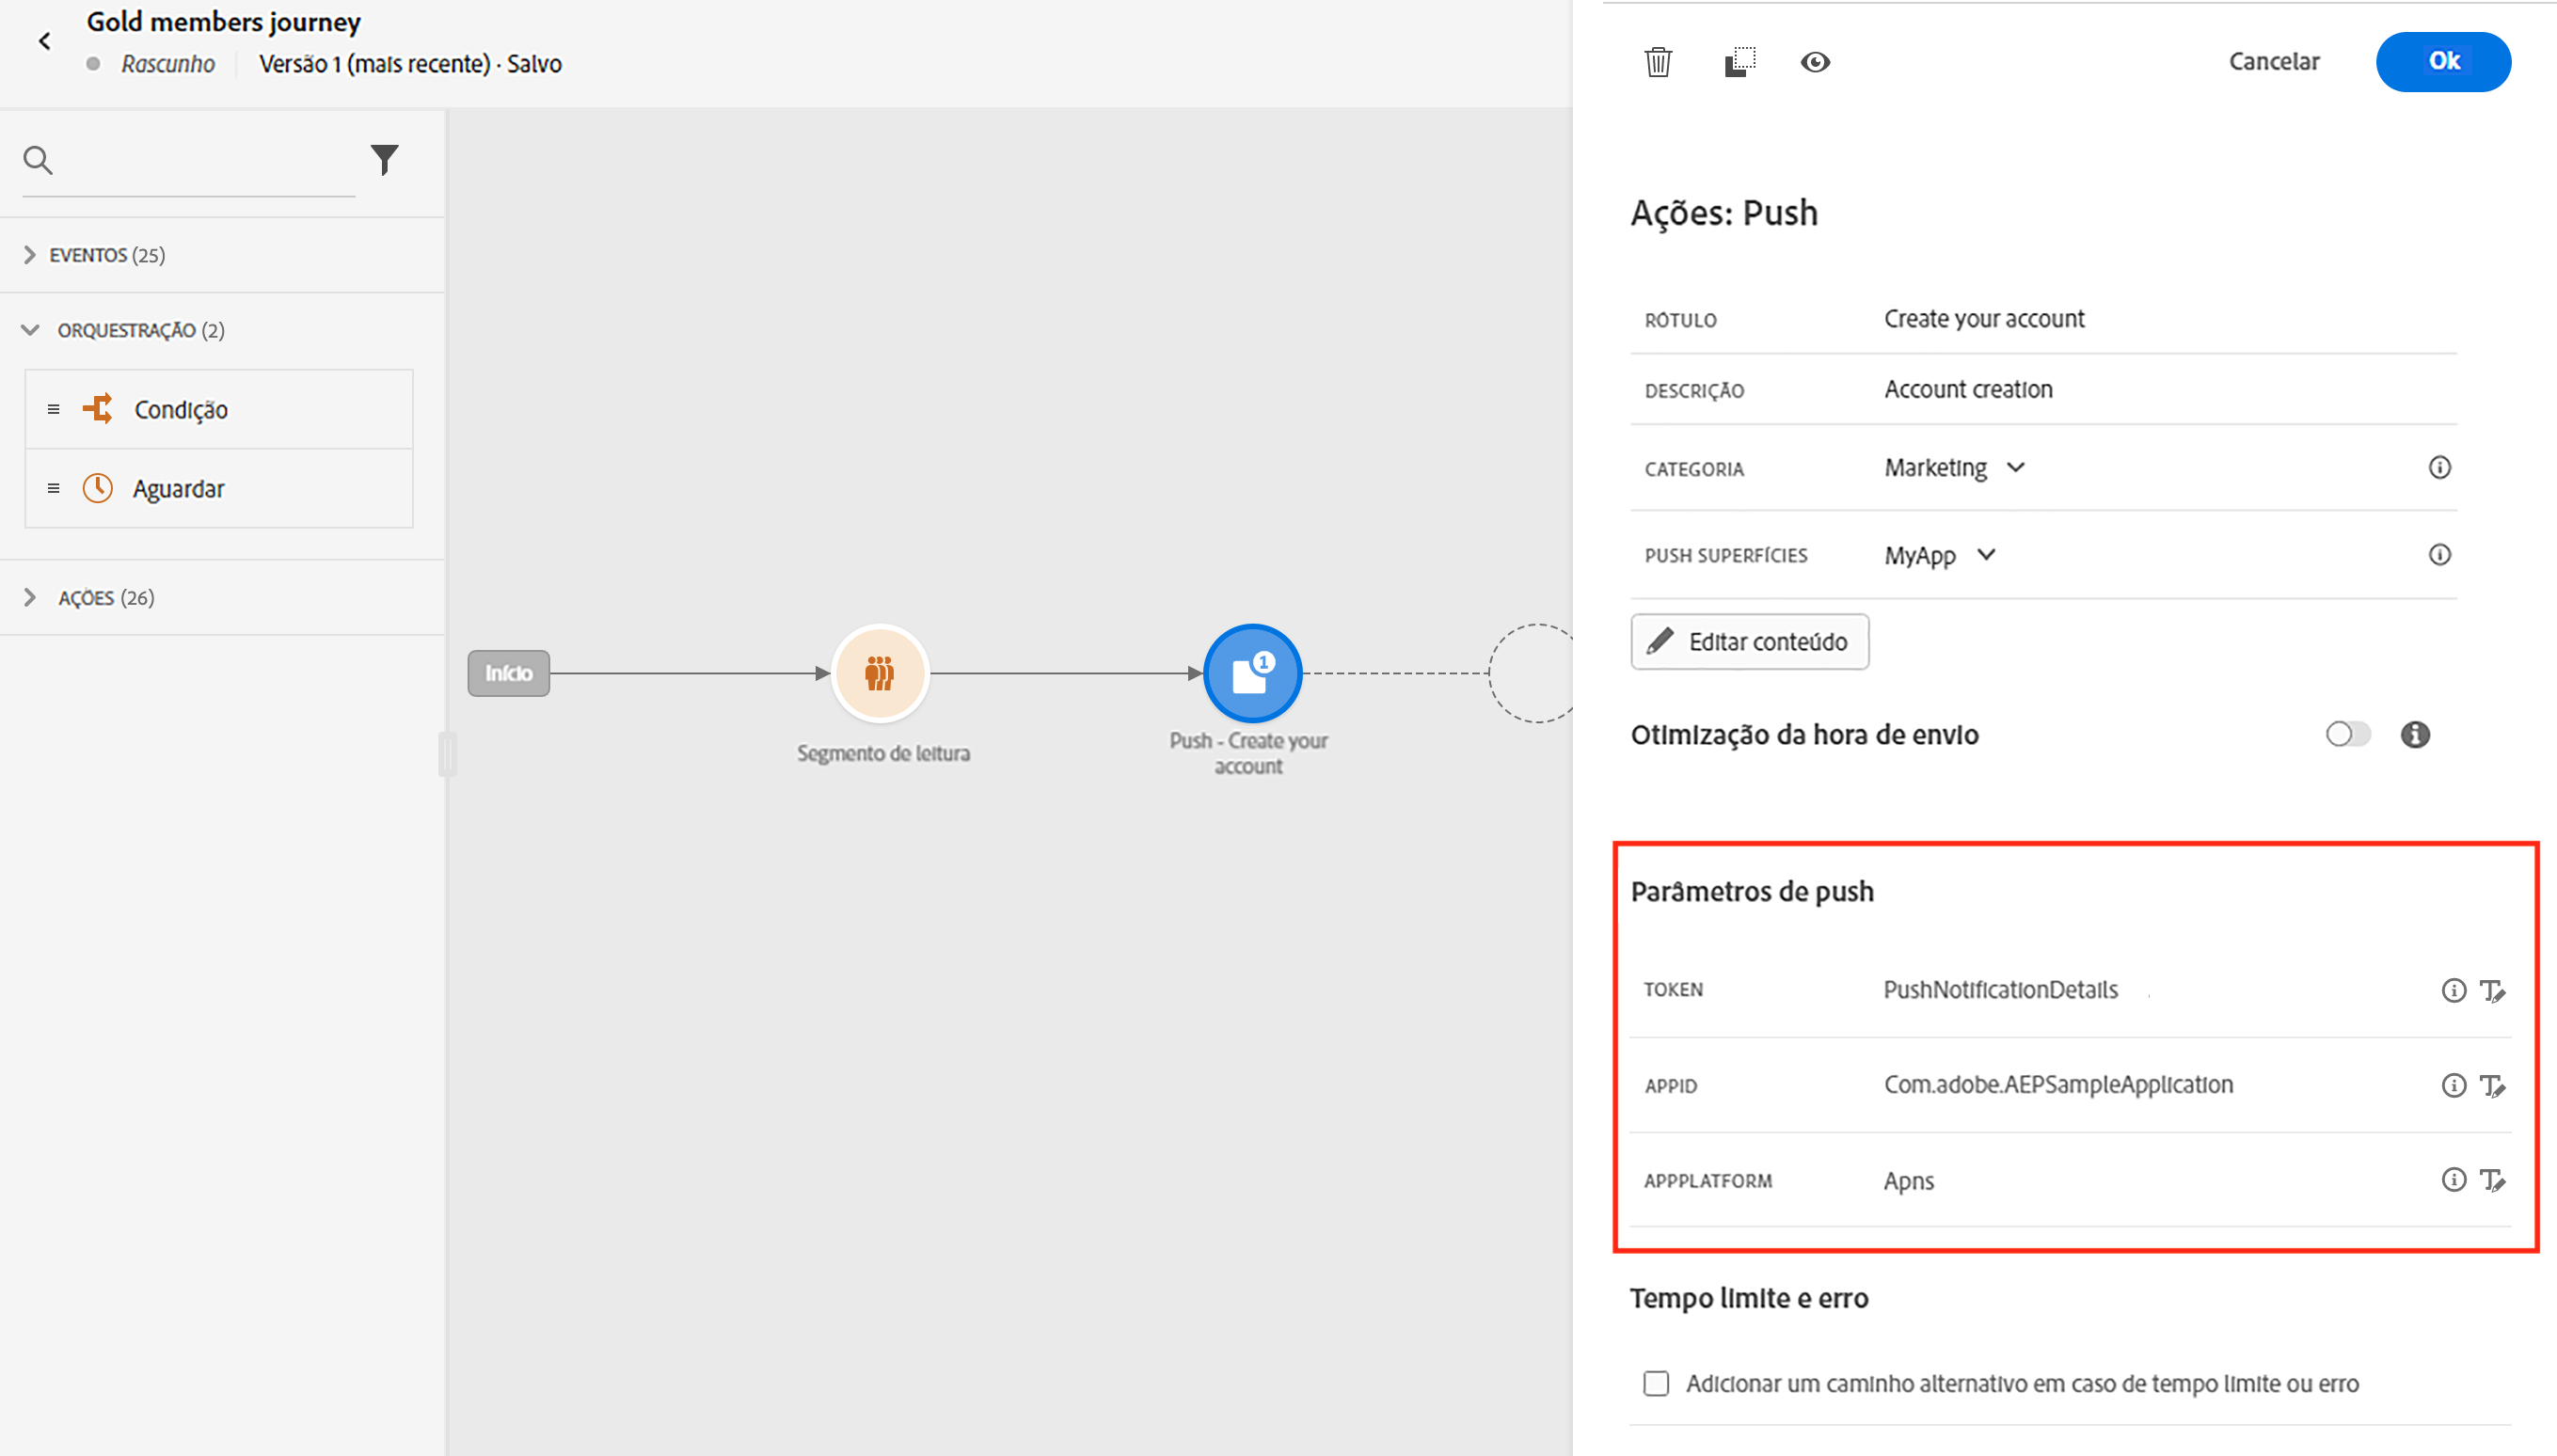 Gold members journey
Rascunho
Versão 1 (mais recente) · Salvo
EVENTOS (25)
ORQUESTRAÇÃO (2)
Condição
Aguardar
AÇÕES (26)
Início
Segmento de leitura
1
Push - Create your
account
Cancelar
Ok
Ações: Push
RÓTULO Create your account
DESCRIÇÃO Account creation
CATEGORIA Marketing
PUSH SUPERFÍCIES MyApp
Editar conteúdo
Otimização da hora de envio
Parâmetros de push
TOKEN PushNotificationDetails
APPID Com.adobe.AEPSampleApplication
APPPLATFORM Apns
Tempo limite e erro
Adicionar um caminho alternativo em caso de tempo limite ou erro